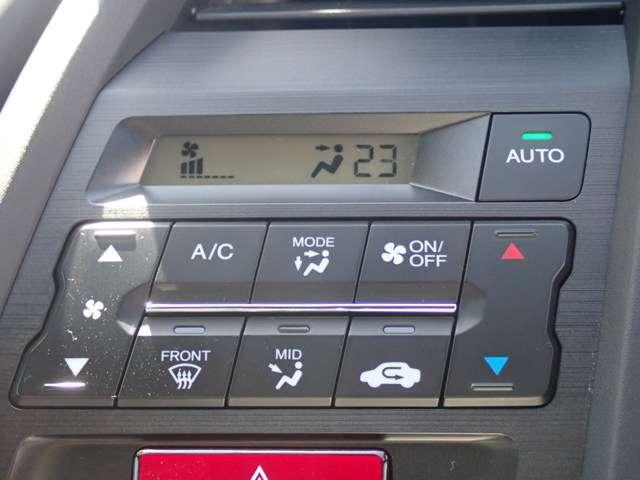 23
AUTO
A/C
MODE
ON/
OFF
FRONT
MID